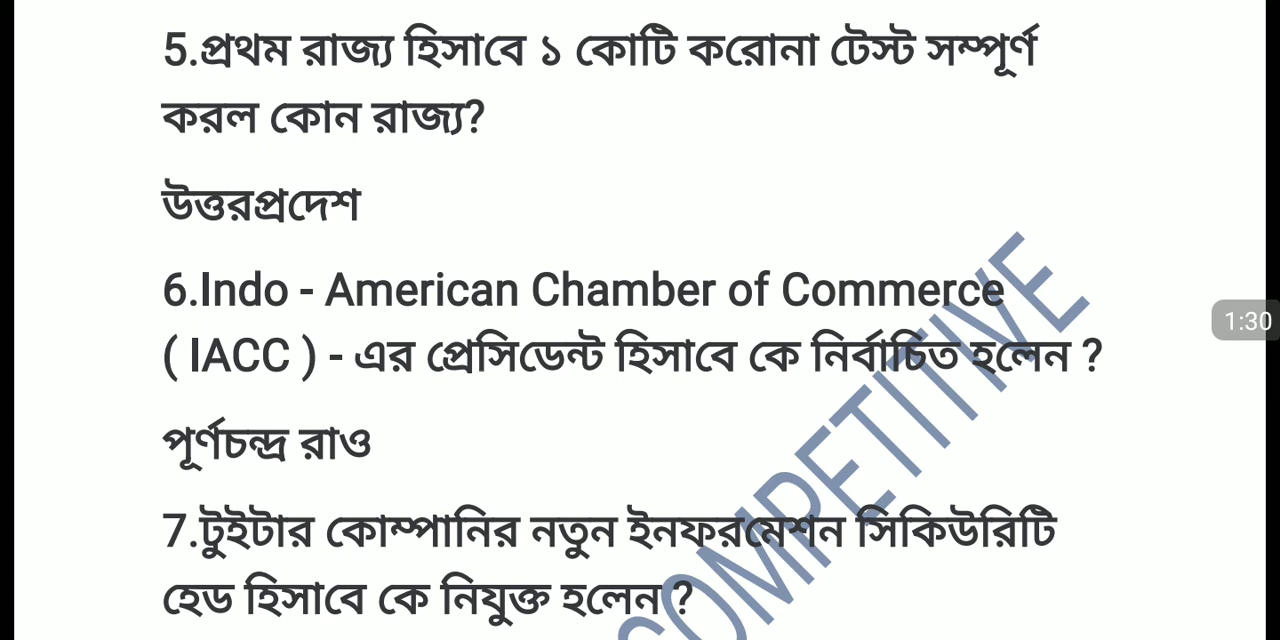 5.প্রথম রাজ্য হিসাবে ১ কোটি করোনা টেস্ট সম্পূর্ণ
করল কোন রাজ্য?
উত্তরপ্রদেশ
6.Indo - American Chamber of Commerce
( IACC ) - এর প্রেসিডেন্ট হিসাবে কে নির্বাচিত হলেন ?
পূর্ণচন্দ্র রাও
7.টুইটার কোম্পানির নতুন ইনফরমেশন সিকিউরিটি
হেড হিসাবে কে নিযুক্ত হলেন ?
COMPETITIVE
1:30